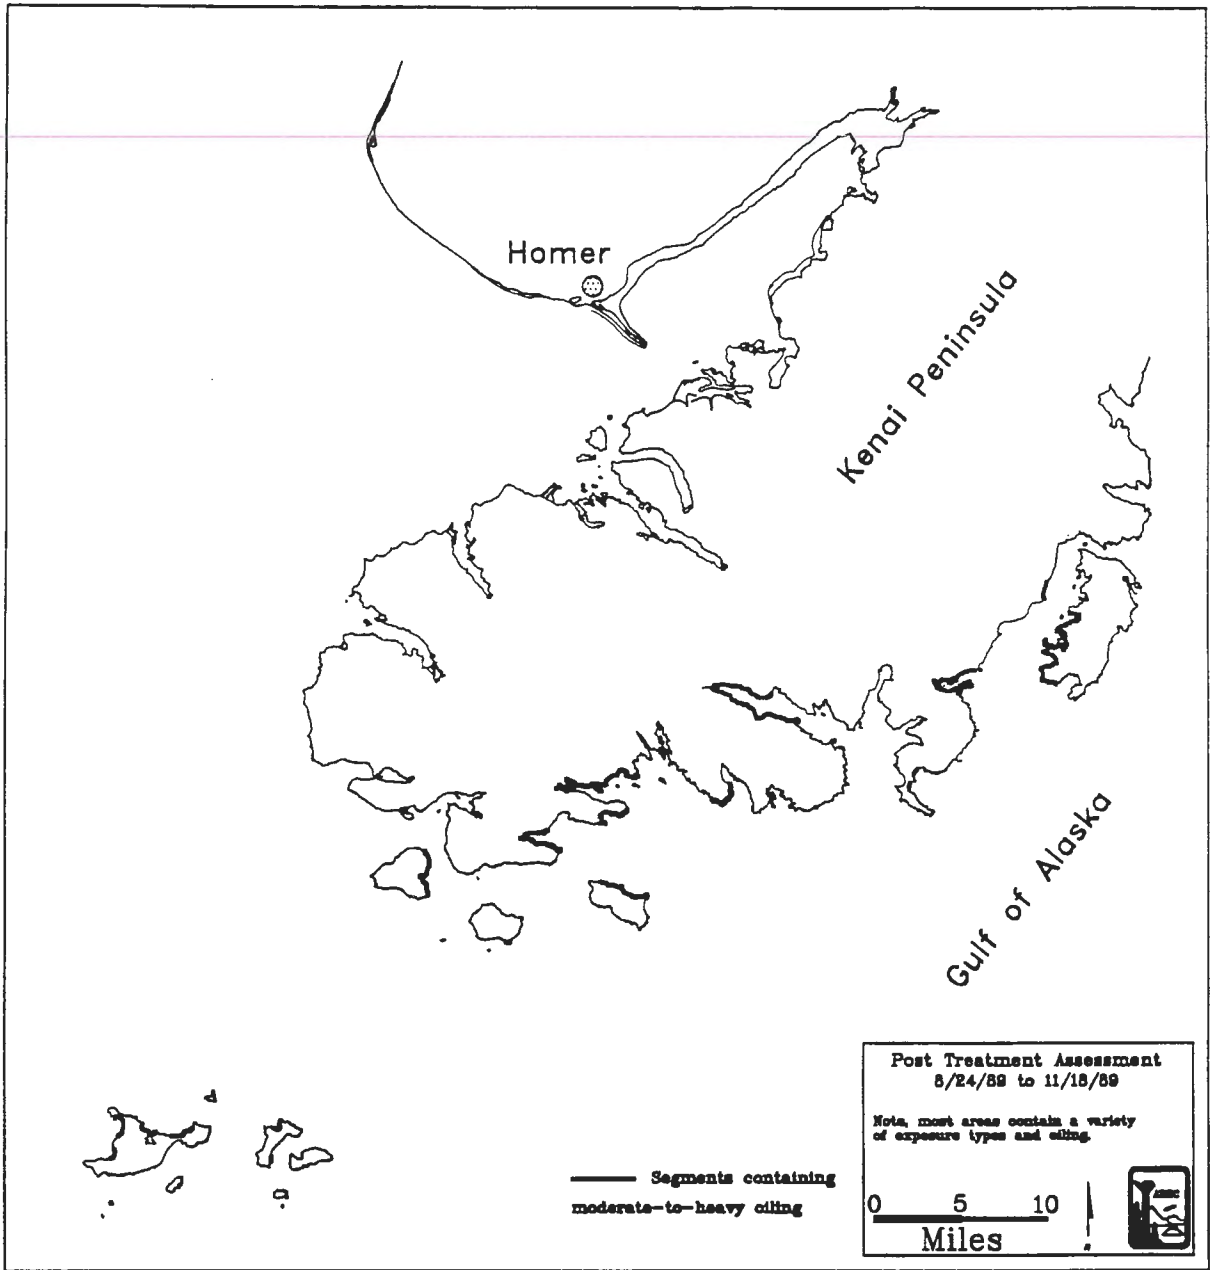 Homer
Kenai Peninsula
Gulf of Alaska
Post Treatment Assessment
8/24/89 to 11/18/89
Note, most areas contain a variety
of exposure types and oiling.
Segments containing
moderate-to-heavy oiling
0 5 10
Miles